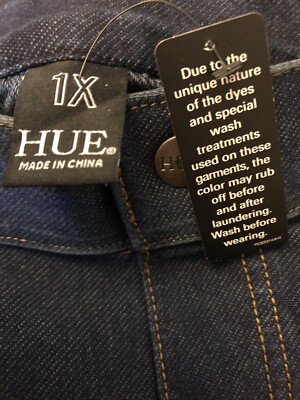 1X
HUE®
MADE IN CHINA
HUE
Due to the
unique nature
of the dyes
and special
wash
treatments
used on these
garments, the
color may rub
off before
and after
laundering.
Wash before
wearing.